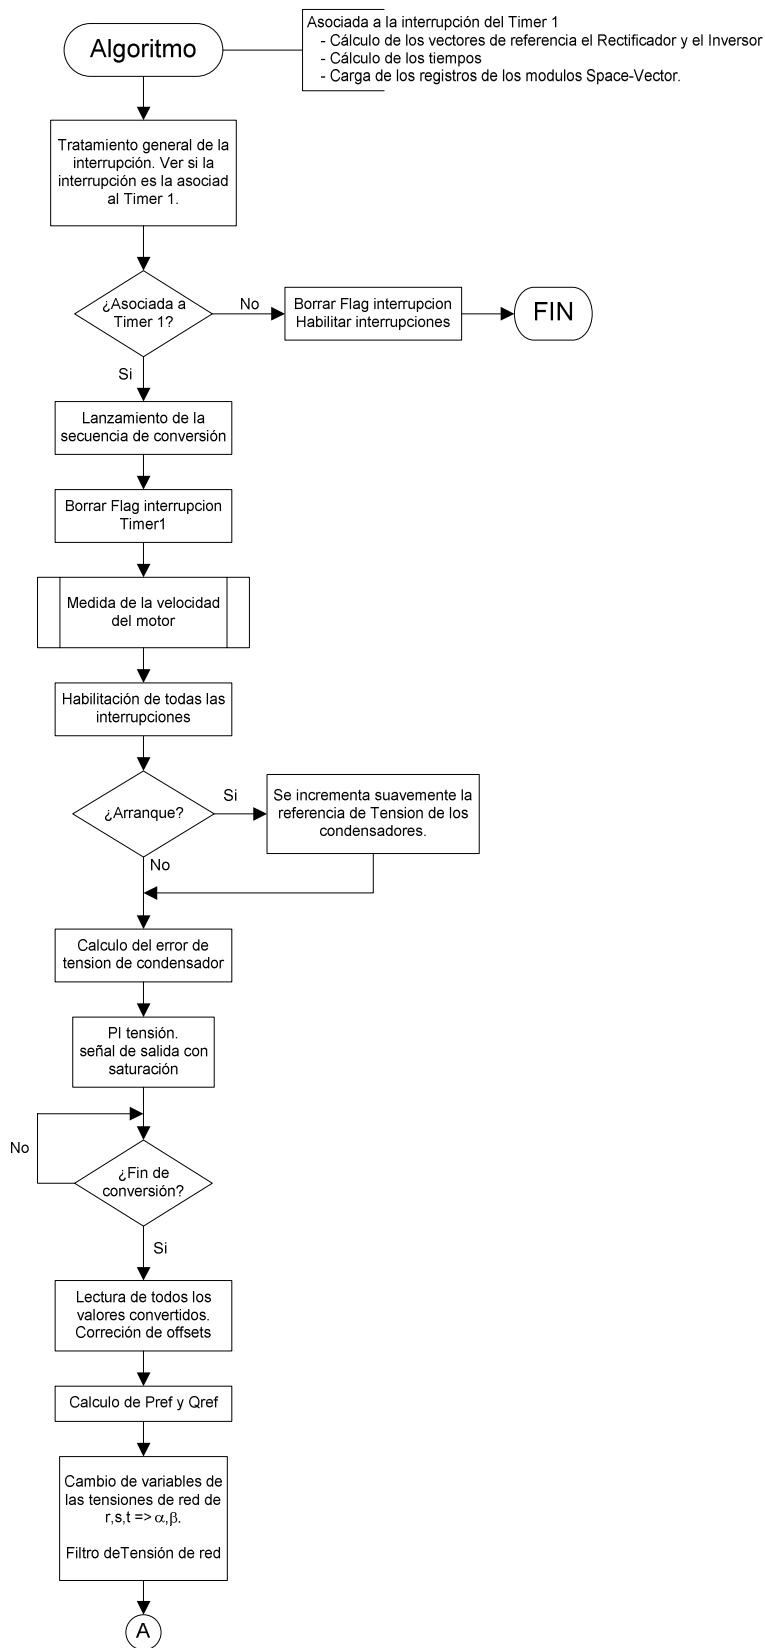 Algoritmo
Asociada a la interrupción del Timer 1
- Cálculo de los vectores de referencia el Rectificador y el Inversor
- Cálculo de los tiempos
- Carga de los registros de los modulos Space-Vector.
Tratamiento general de la
interrupción. Ver si la
interrupción es la asociad
al Timer 1.
¿Asociada a
Timer 1?
No
Borrar Flag interrupcion
Habilitar interrupciones
FIN
Si
Lanzamiento de la
secuencia de conversión
Borrar Flag interrupcion
Timer1
Medida de la velocidad
del motor
Habilitación de todas las
interrupciones
¿Arranque?
Si
Se incrementa suavemente la
referencia de Tension de los
condensadores.
No
Calculo del error de
tension de condensador
PI tensión.
señal de salida con
saturación
No
¿Fin de
conversión?
Si
Lectura de todos los
valores convertidos.
Correción de offsets
Calculo de Pref y Qref
Cambio de variables de
las tensiones de red de
r,s,t => α,β.
Filtro deTensión de red
A